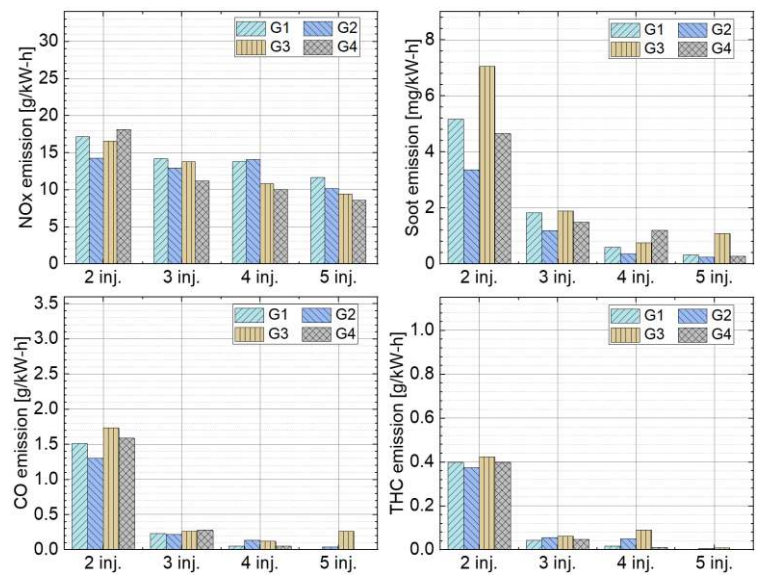 NOx emission [g/kW-h]
30
25
20
15
10
5
0
G1 G2
G3 G4
2 inj. 3 inj. 4 inj. 5 inj.
Soot emission [mg/kW-h]
8
6
4
2
0
G1 G2
G3 G4
2 inj. 3 inj. 4 inj. 5 inj.
CO emission [g/kW-h]
3.5
3.0
2.5
2.0
1.5
1.0
0.5
0.0
G1 G2
G3 G4
2 inj. 3 inj. 4 inj. 5 inj.
THC emission [g/kW-h]
1.0
0.8
0.6
0.4
0.2
0.0
G1 G2
G3 G4
2 inj. 3 inj. 4 inj. 5 inj.